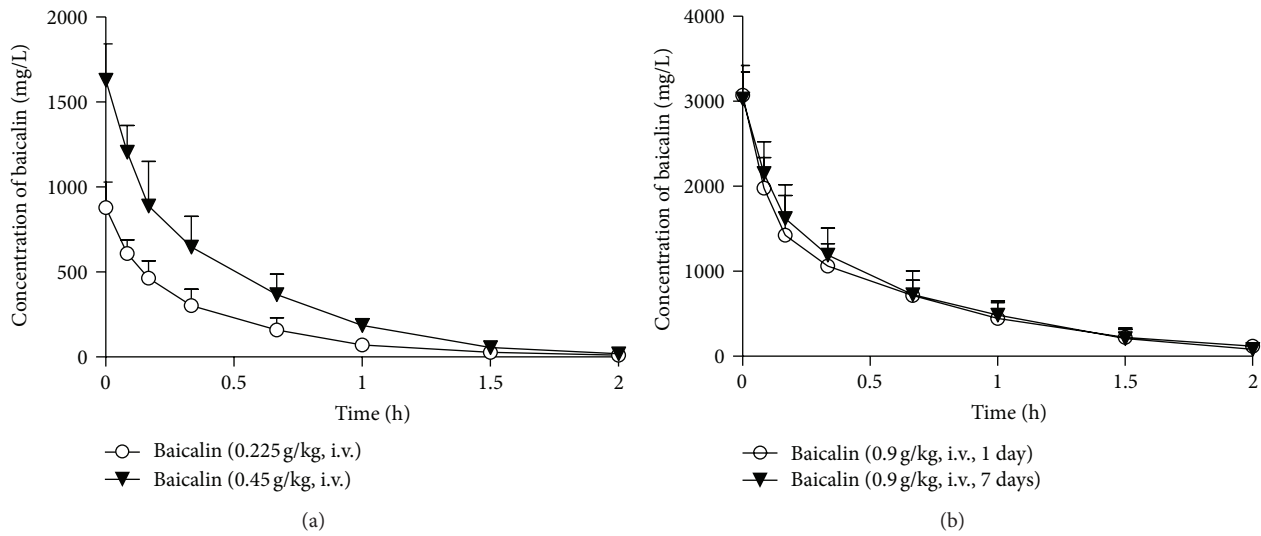 2000
1500
1000
500
0
0
0.5
1
1.5
2
Concentration of baicalin (mg/L)
Time (h)
Baicalin (0.225 g/kg, i.v.)
Baicalin (0.45 g/kg, i.v.)
(a)
4000
3000
2000
1000
0
0
0.5
1
1.5
2
Concentration of baicalin (mg/L)
Time (h)
Baicalin (0.9 g/kg, i.v., 1 day)
Baicalin (0.9 g/kg, i.v., 7 days)
(b)